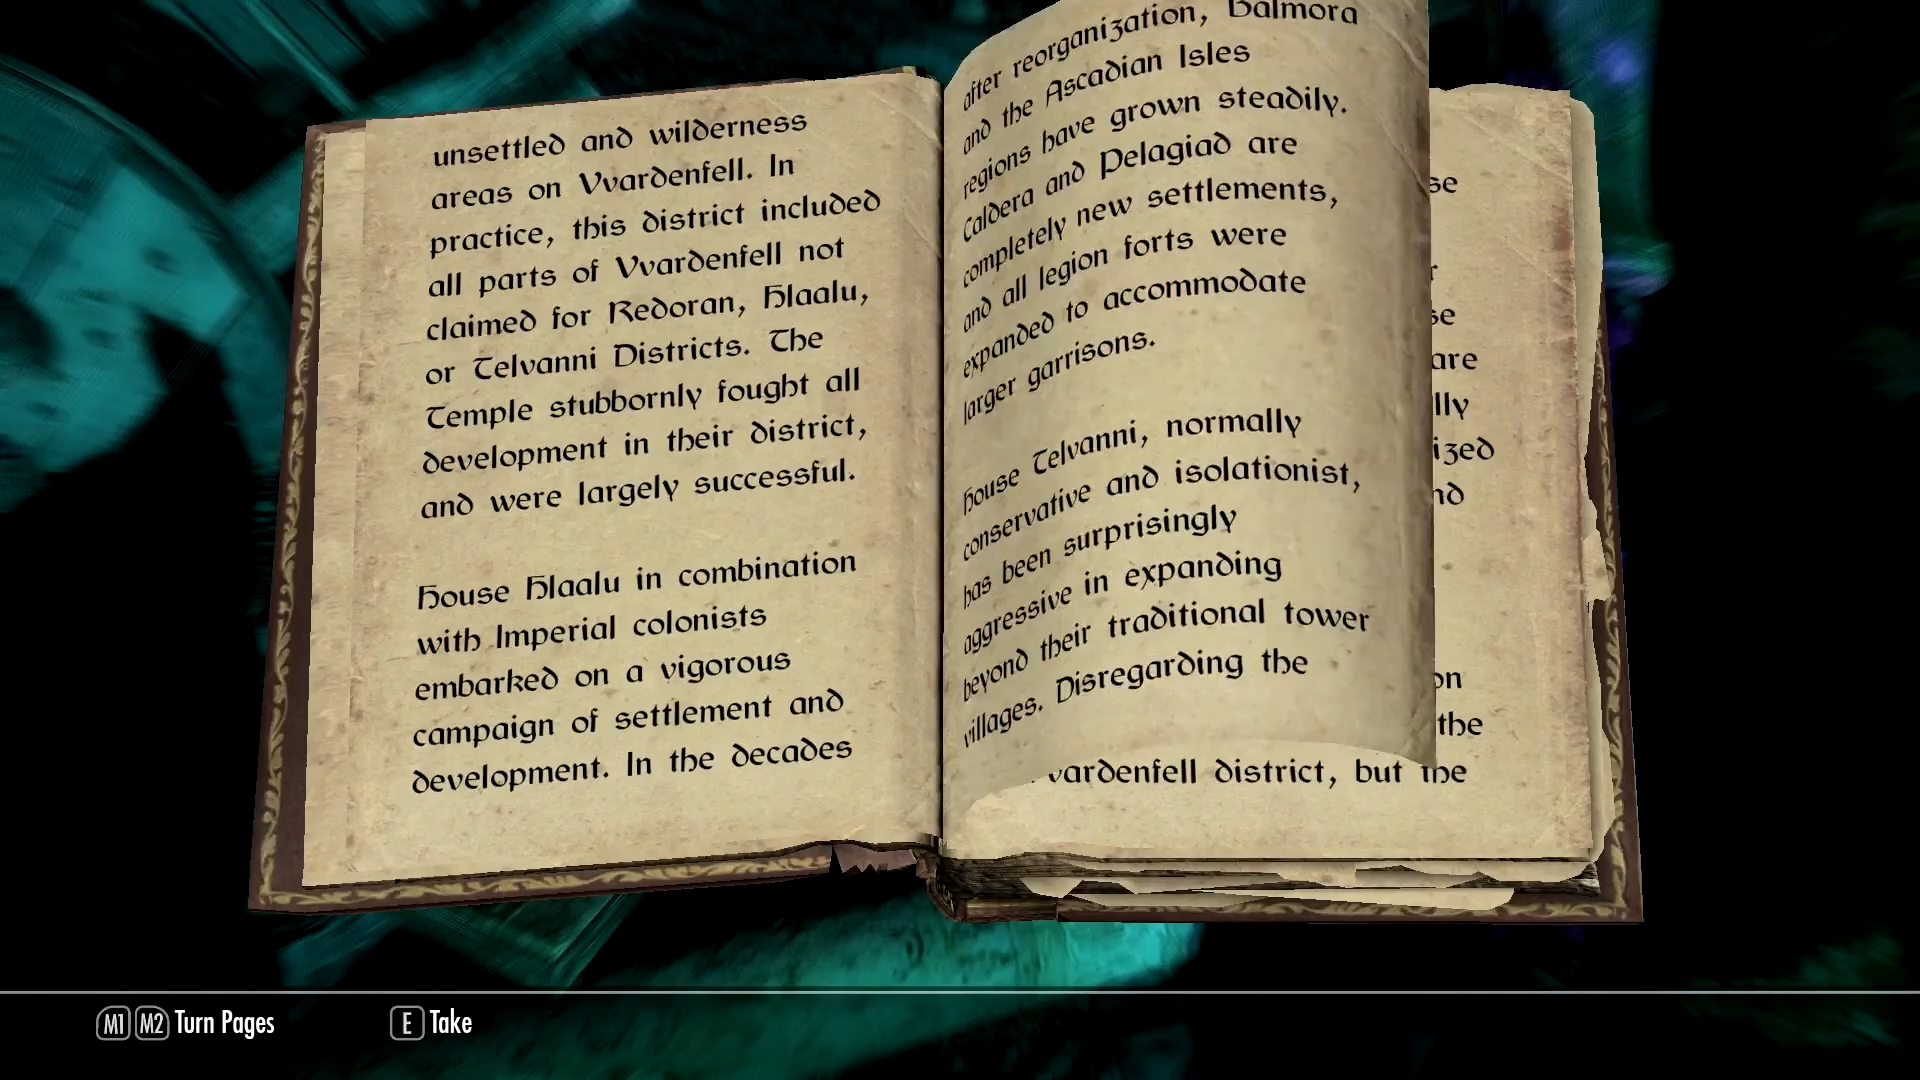 unsettled and wilderness
areas on Vvardenfell. In
practice, this district included
all parts of Vvardenfell not
claimed for Redoran, Hlaalu,
or Telvanni Districts. The
Temple stubbornly fought all
development in their district,
and were largely successful.
House Hlaalu in combination
with Imperial colonists
embarked on a vigorous
campaign of settlement and
development. In the decades
after reorganization, Balmora
and the Ascadian Isles
regions have grown steadily.
Caldera and Pelagiad are
completely new settlements,
and all legion forts were
expanded to accommodate
larger garrisons.
House Telvanni, normally
conservative and isolationist,
has been surprisingly
aggressive in expanding
beyond their traditional tower
villages. Disregarding the
the
district, but the
M1 M2 Turn Pages
E Take